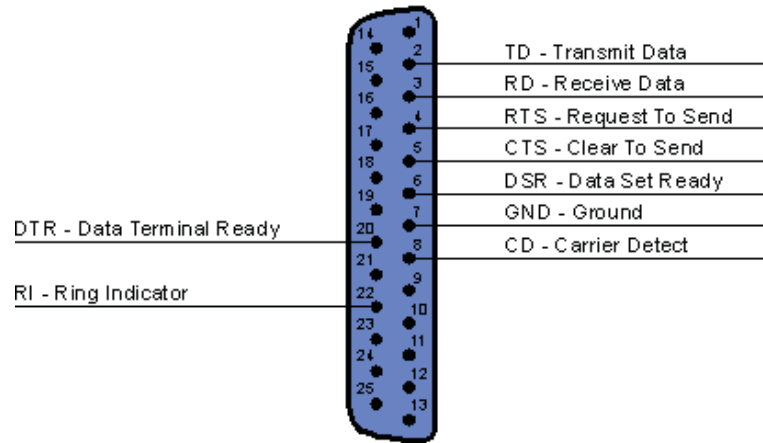 TD - Transmit Data
RD - Receive Data
RTS - Request To Send
CTS - Clear To Send
DSR - Data Set Ready
GND - Ground
CD - Carrier Detect
DTR - Data Terminal Ready
RI - Ring Indicator
1
2
3
4
5
6
7
8
9
10
11
12
13
14
15
16
17
18
19
20
21
22
23
24
25